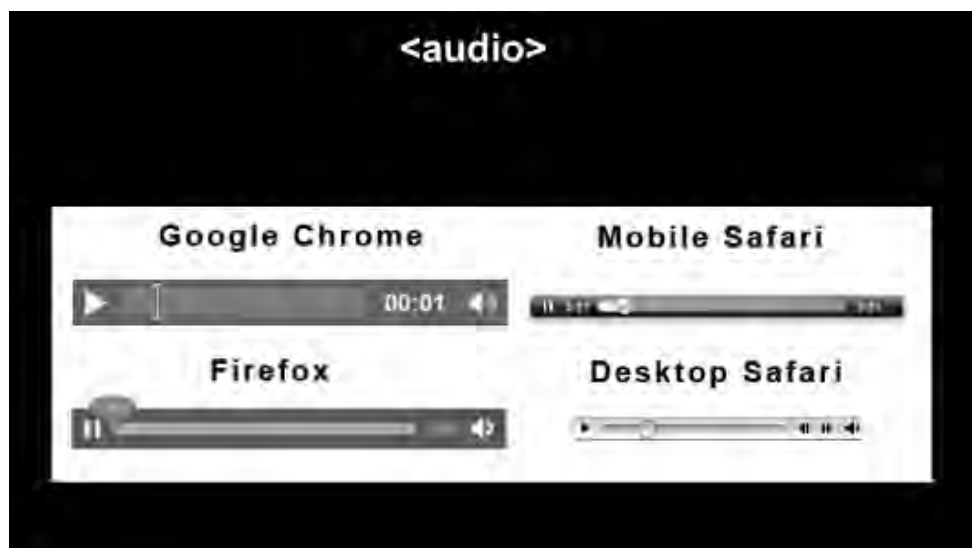 <audio>
Google Chrome
Mobile Safari
00:01
Firefox
Desktop Safari